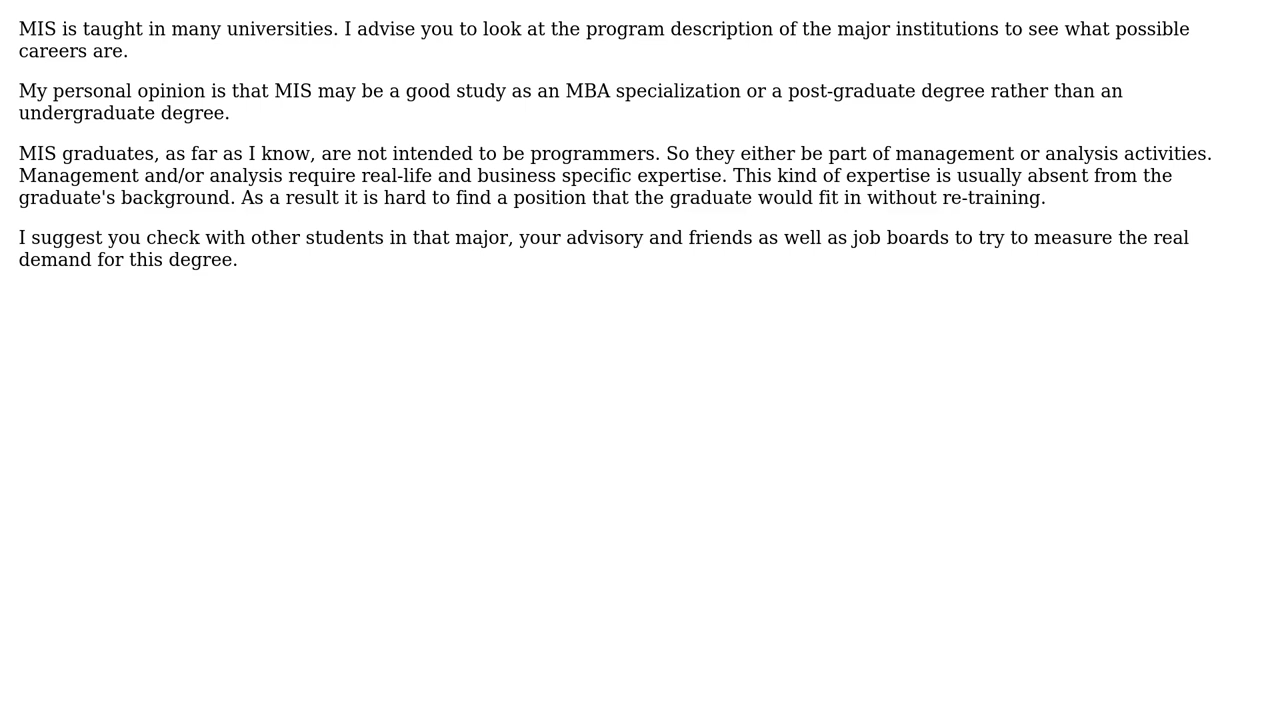 MIS is taught in many universities. I advise you to look at the program description of the major institutions to see what possible
careers are.
My personal opinion is that MIS may be a good study as an MBA specialization or a post-graduate degree rather than an
undergraduate degree.
MIS graduates, as far as I know, are not intended to be programmers. So they either be part of management or analysis activities.
Management and/or analysis require real-life and business specific expertise. This kind of expertise is usually absent from the
graduate's background. As a result it is hard to find a position that the graduate would fit in without re-training.
I suggest you check with other students in that major, your advisory and friends as well as job boards to try to measure the real
demand for this degree.